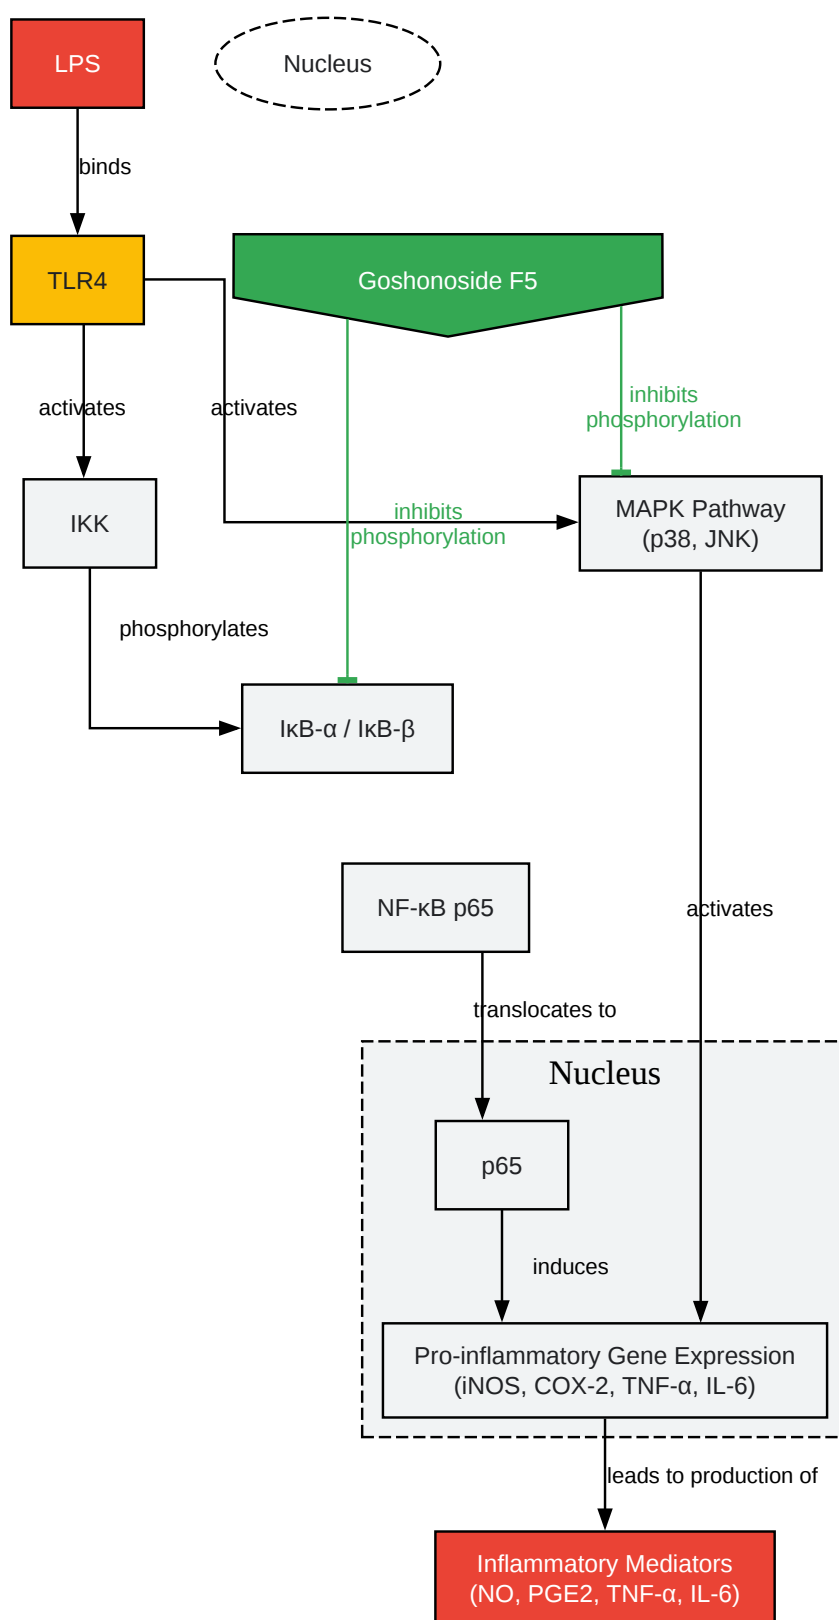 LPS
Nucleus
binds
TLR4
Goshonoside F5
activates
activates
inhibits
phosphorylation
IKK
inhibits
phosphorylation
MAPK Pathway
(p38, JNK)
phosphorylates
IκB-α / IκB-β
NF-κB p65
activates
translocates to
Nucleus
p65
induces
Pro-inflammatory Gene Expression
(iNOS, COX-2, TNF-α, IL-6)
leads to production of
Inflammatory Mediators
(NO, PGE2, TNF-α, IL-6)